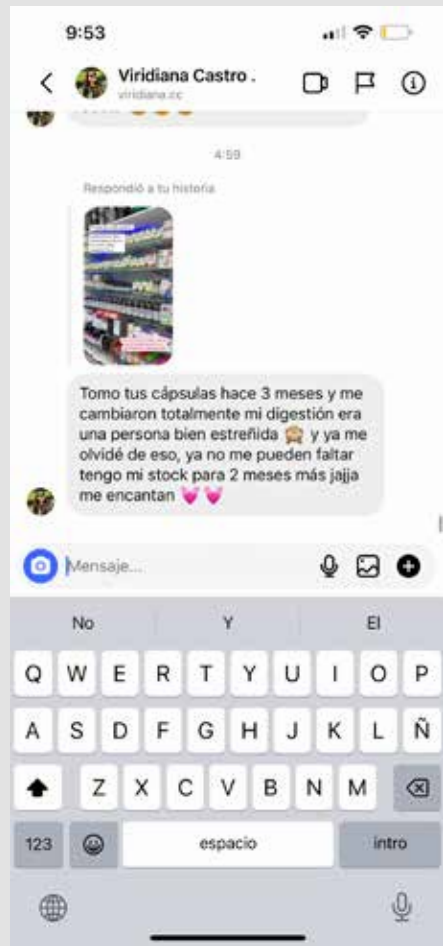 9:53
Viridiana Castro .
viridiana.cc
4:59
Respondió a tu historia
Tomo tus cápsulas hace 3 meses y me
cambiaron totalmente mi digestión era
una persona bien estreñida 🙈 y ya me
olvidé de eso, ya no me pueden faltar
tengo mi stock para 2 meses más jajja
me encantan 💓💓
Mensaje...
No Y El
Q W E R T Y U I O P
A S D F G H J K L Ñ
Z X C V B N M
123 espacio intro